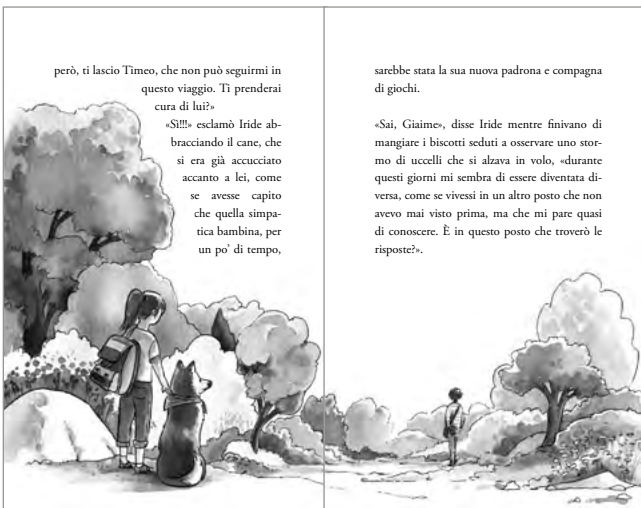 però, ti lascio Timeo, che non può seguirmi in
questo viaggio. Ti prenderai
cura di lui?»
«Sì!!!» esclamò Iride ab-
bracciando il cane, che
si era già accucciato
accanto a lei, come
se avesse capito
che quella simpa-
tica bambina, per
un po' di tempo,
sarebbe stata la sua nuova padrona e compagna
di giochi.
«Sai, Giaime», disse Iride mentre finivano di
mangiare i biscotti seduti a osservare uno stor-
mo di uccelli che si alzava in volo, «durante
questi giorni mi sembra di essere diventata di-
versa, come se vivessi in un altro posto che non
avevo mai visto prima, ma che mi pare quasi
di conoscere. È in questo posto che troverò le
risposte?».